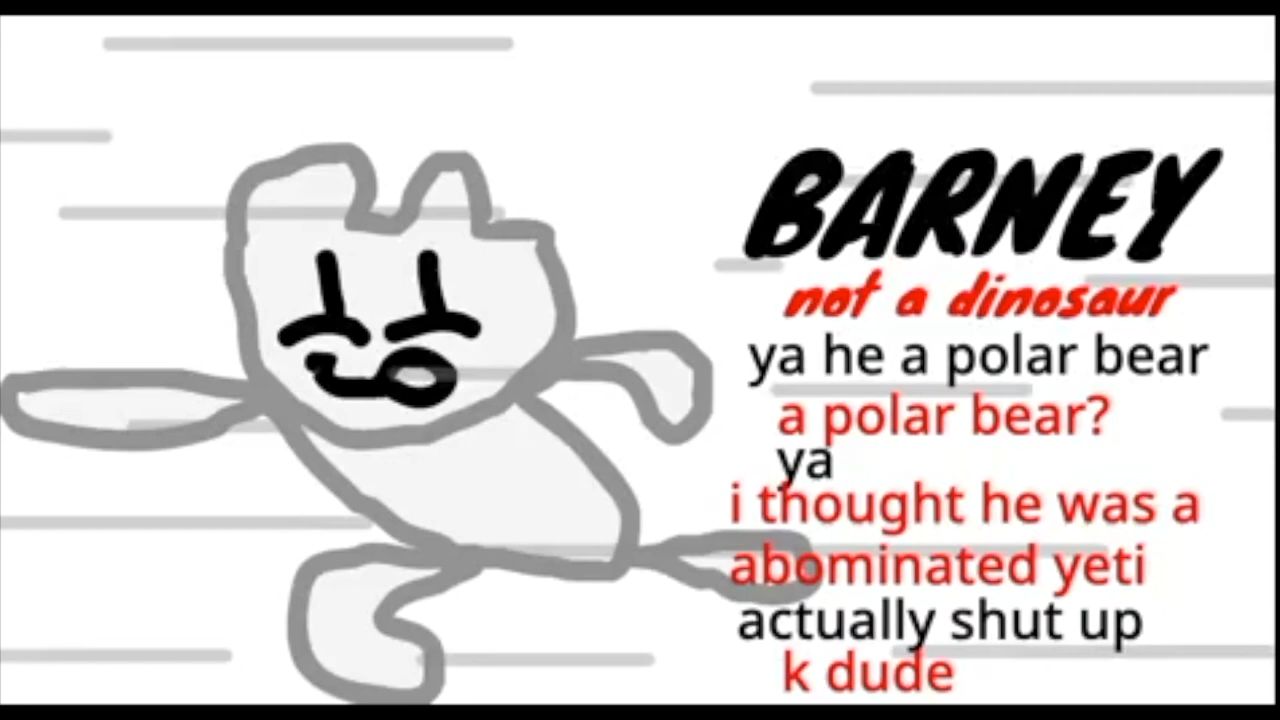 BARNEY
not a dinosaur
ya he a polar bear
a polar bear?
ya
i thought he was a
abominated yeti
actually shut up
k dude